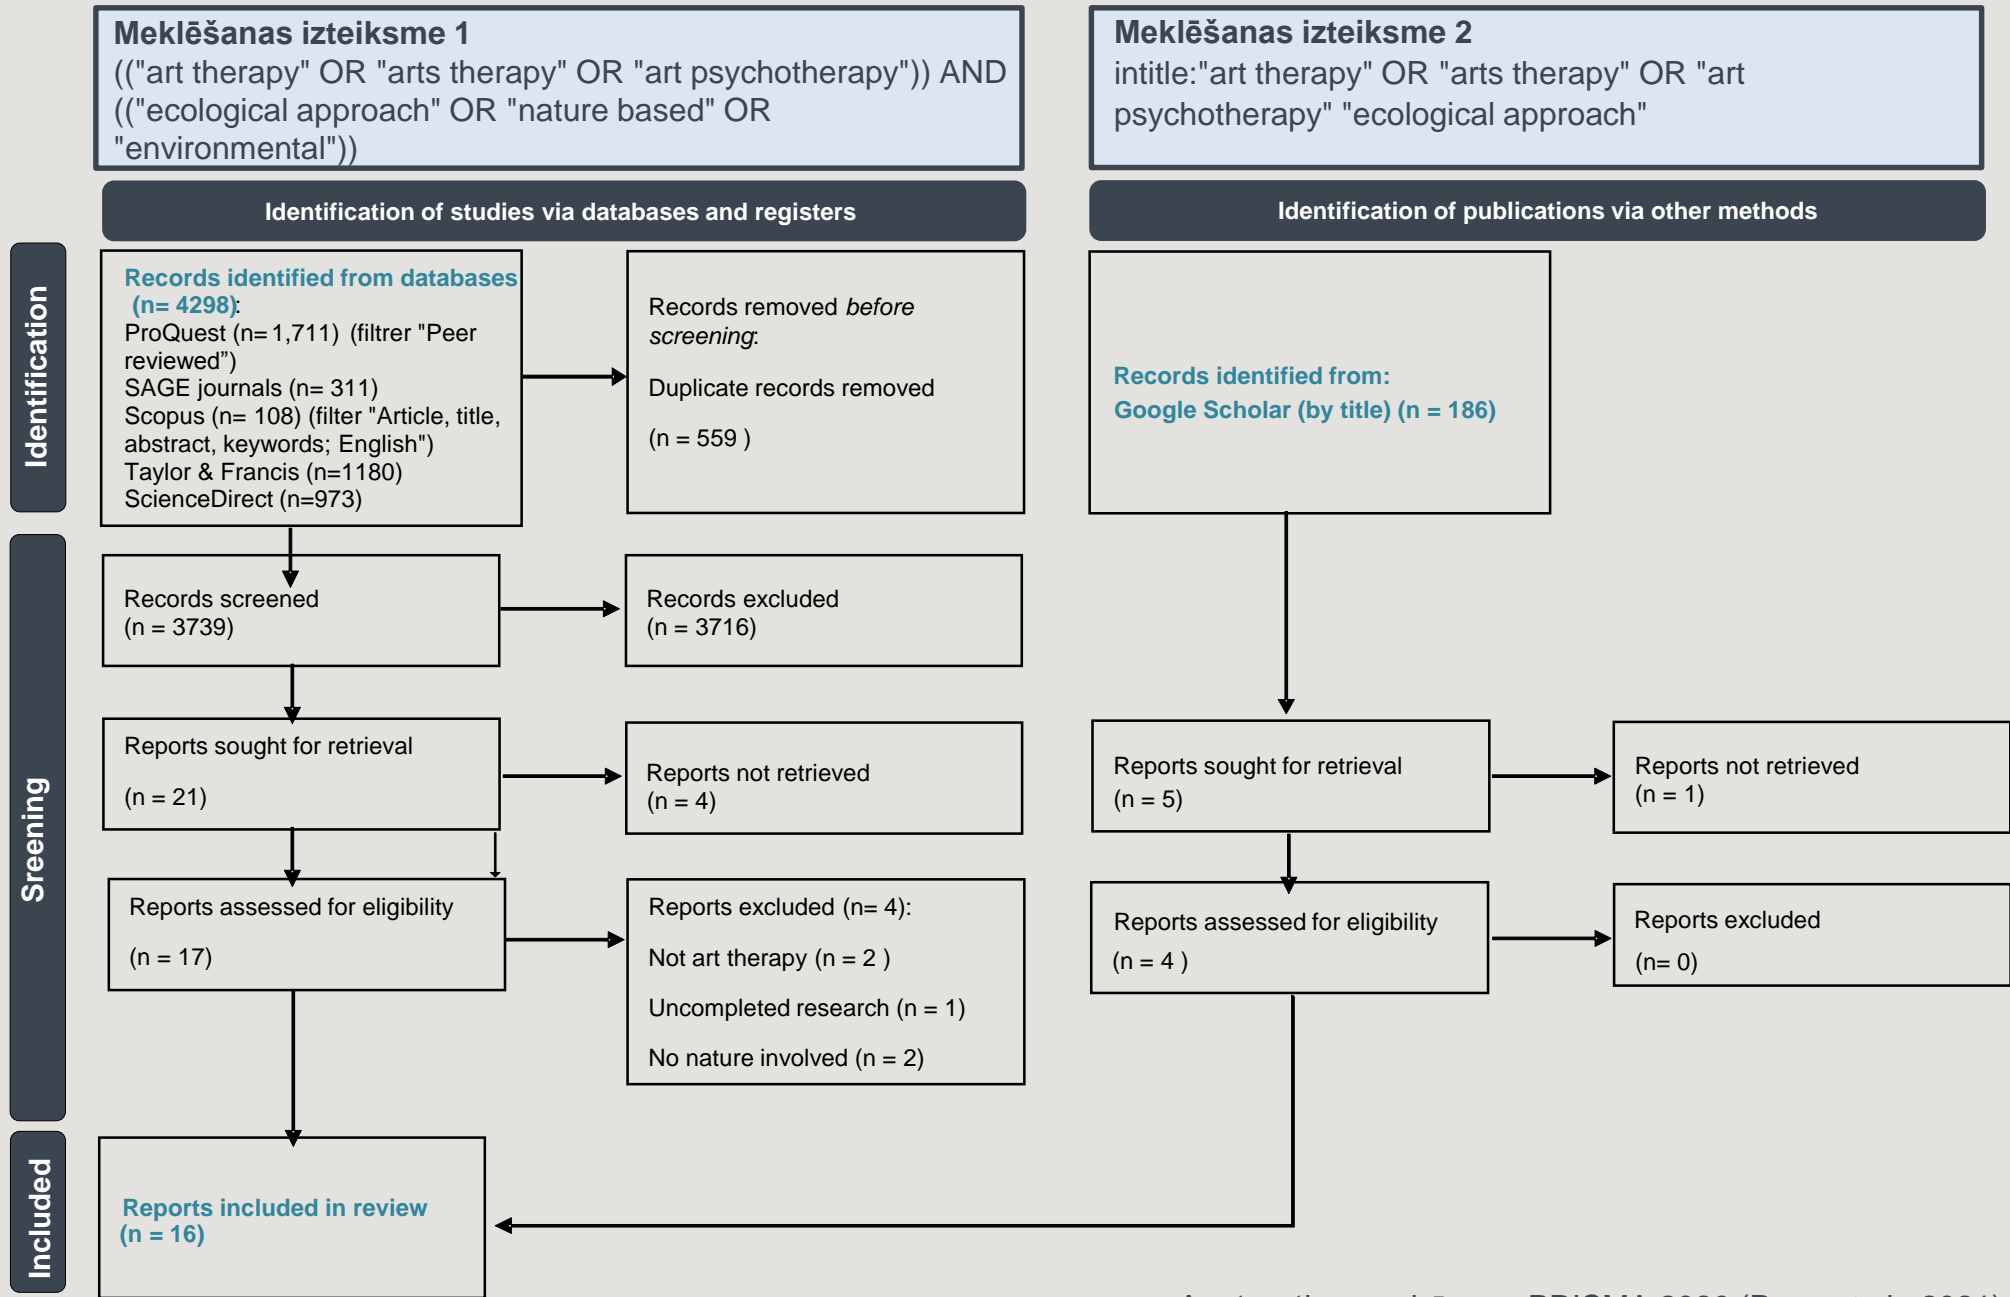 Meklēšanas izteiksme 1
(("art therapy" OR "arts therapy" OR "art psychotherapy")) AND
(("ecological approach" OR "nature based" OR
"environmental"))
Meklēšanas izteiksme 2
intitle:"art therapy" OR "arts therapy" OR "art
psychotherapy" "ecological approach"
Identification of studies via databases and registers
Identification of publications via other methods
Identification
Records identified from databases
(n= 4298):
ProQuest (n= 1,711) (filtrer "Peer
reviewed”)
SAGE journals (n= 311)
Scopus (n= 108) (filter "Article, title,
abstract, keywords; English")
Taylor & Francis (n=1180)
ScienceDirect (n=973)
Records removed before
screening:
Duplicate records removed
(n = 559 )
Records identified from:
Google Scholar (by title) (n = 186)
Sreening
Records screened
(n = 3739)
Records excluded
(n = 3716)
Reports sought for retrieval
(n = 21)
Reports not retrieved
(n = 4)
Reports sought for retrieval
(n = 5)
Reports not retrieved
(n = 1)
Reports assessed for eligibility
(n = 17)
Reports excluded (n= 4):
Not art therapy (n = 2 )
Uncompleted research (n = 1)
No nature involved (n = 2)
Reports assessed for eligibility
(n = 4 )
Reports excluded
(n= 0)
Included
Reports included in review
(n = 16)